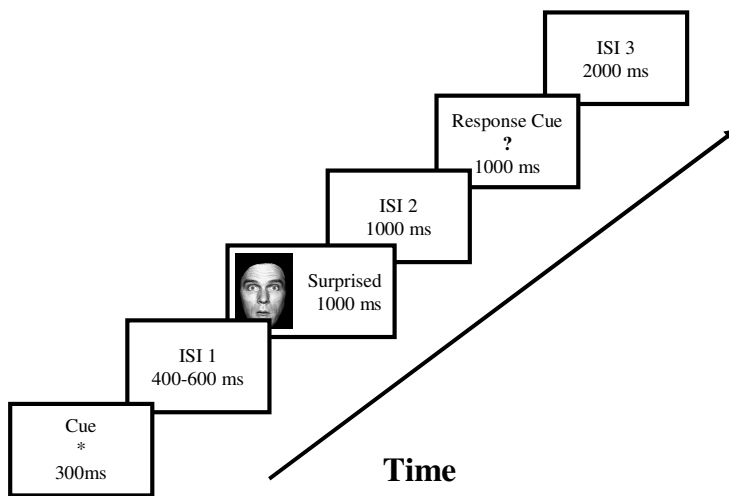 ISI 3
2000 ms
Response Cue
?
1000 ms
ISI 2
1000 ms
Surprised
1000 ms
ISI 1
400-600 ms
Cue
*
300ms
Time